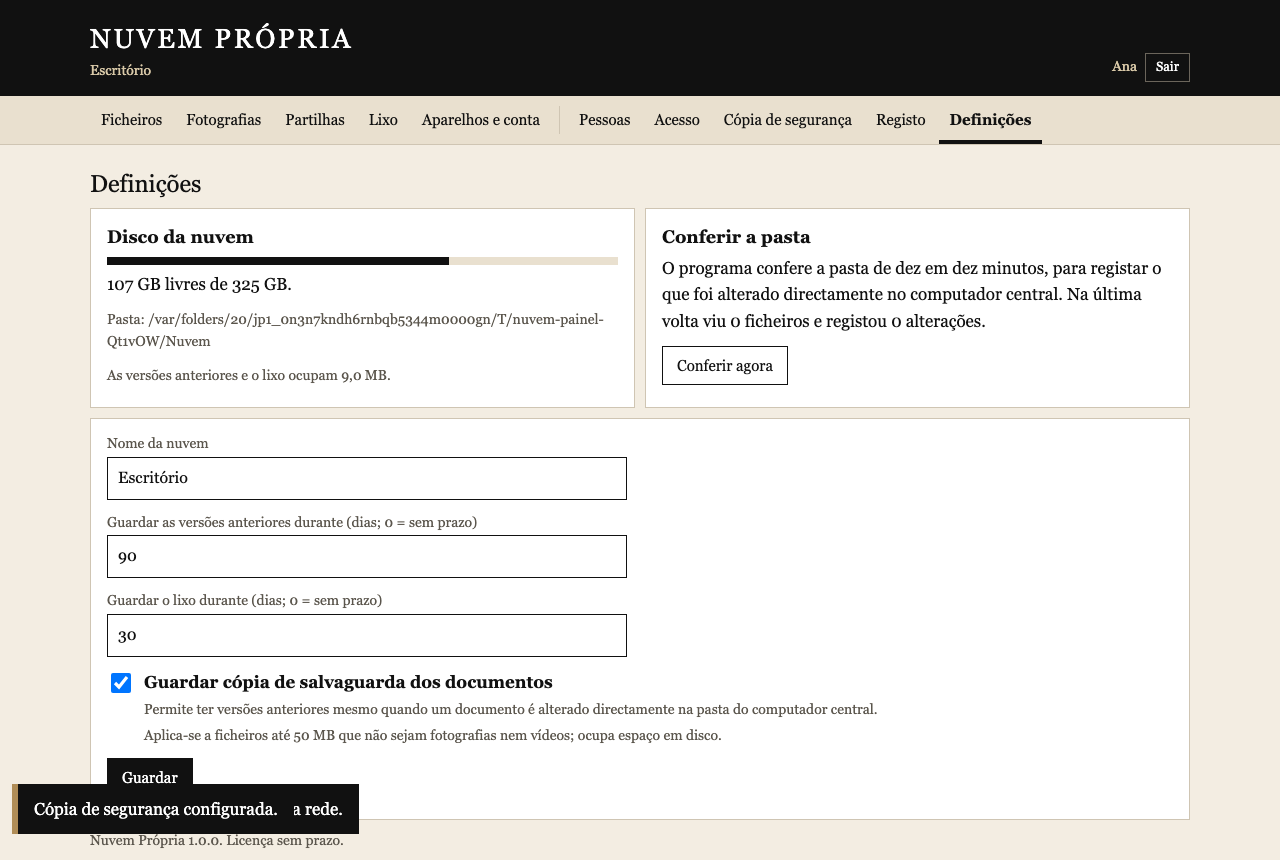 NUVEM PRÓPRIA
Escritório
Ana
Sair
Ficheiros
Fotografias
Partilhas
Lixo
Aparelhos e conta
Pessoas
Acesso
Cópia de segurança
Registo
Definições
Definições
Disco da nuvem
107 GB livres de 325 GB.
Pasta: /var/folders/20/jp1_0n3n7kndh6rnbqb5344m0000gn/T/nuvem-painel-
Qt1vOW/Nuvem
As versões anteriores e o lixo ocupam 9,0 MB.
Conferir a pasta
O programa confere a pasta de dez em dez minutos, para registar o
que foi alterado directamente no computador central. Na última
volta viu 0 ficheiros e registou 0 alterações.
Conferir agora
Nome da nuvem
Escritório
Guardar as versões anteriores durante (dias; 0 = sem prazo)
90
Guardar o lixo durante (dias; 0 = sem prazo)
30
Guardar cópia de salvaguarda dos documentos
Permite ter versões anteriores mesmo quando um documento é alterado directamente na pasta do computador central.
Aplica-se a ficheiros até 50 MB que não sejam fotografias nem vídeos; ocupa espaço em disco.
Guardar
Cópia de segurança configurada.
a rede.
Nuvem Própria 1.0.0. Licença sem prazo.